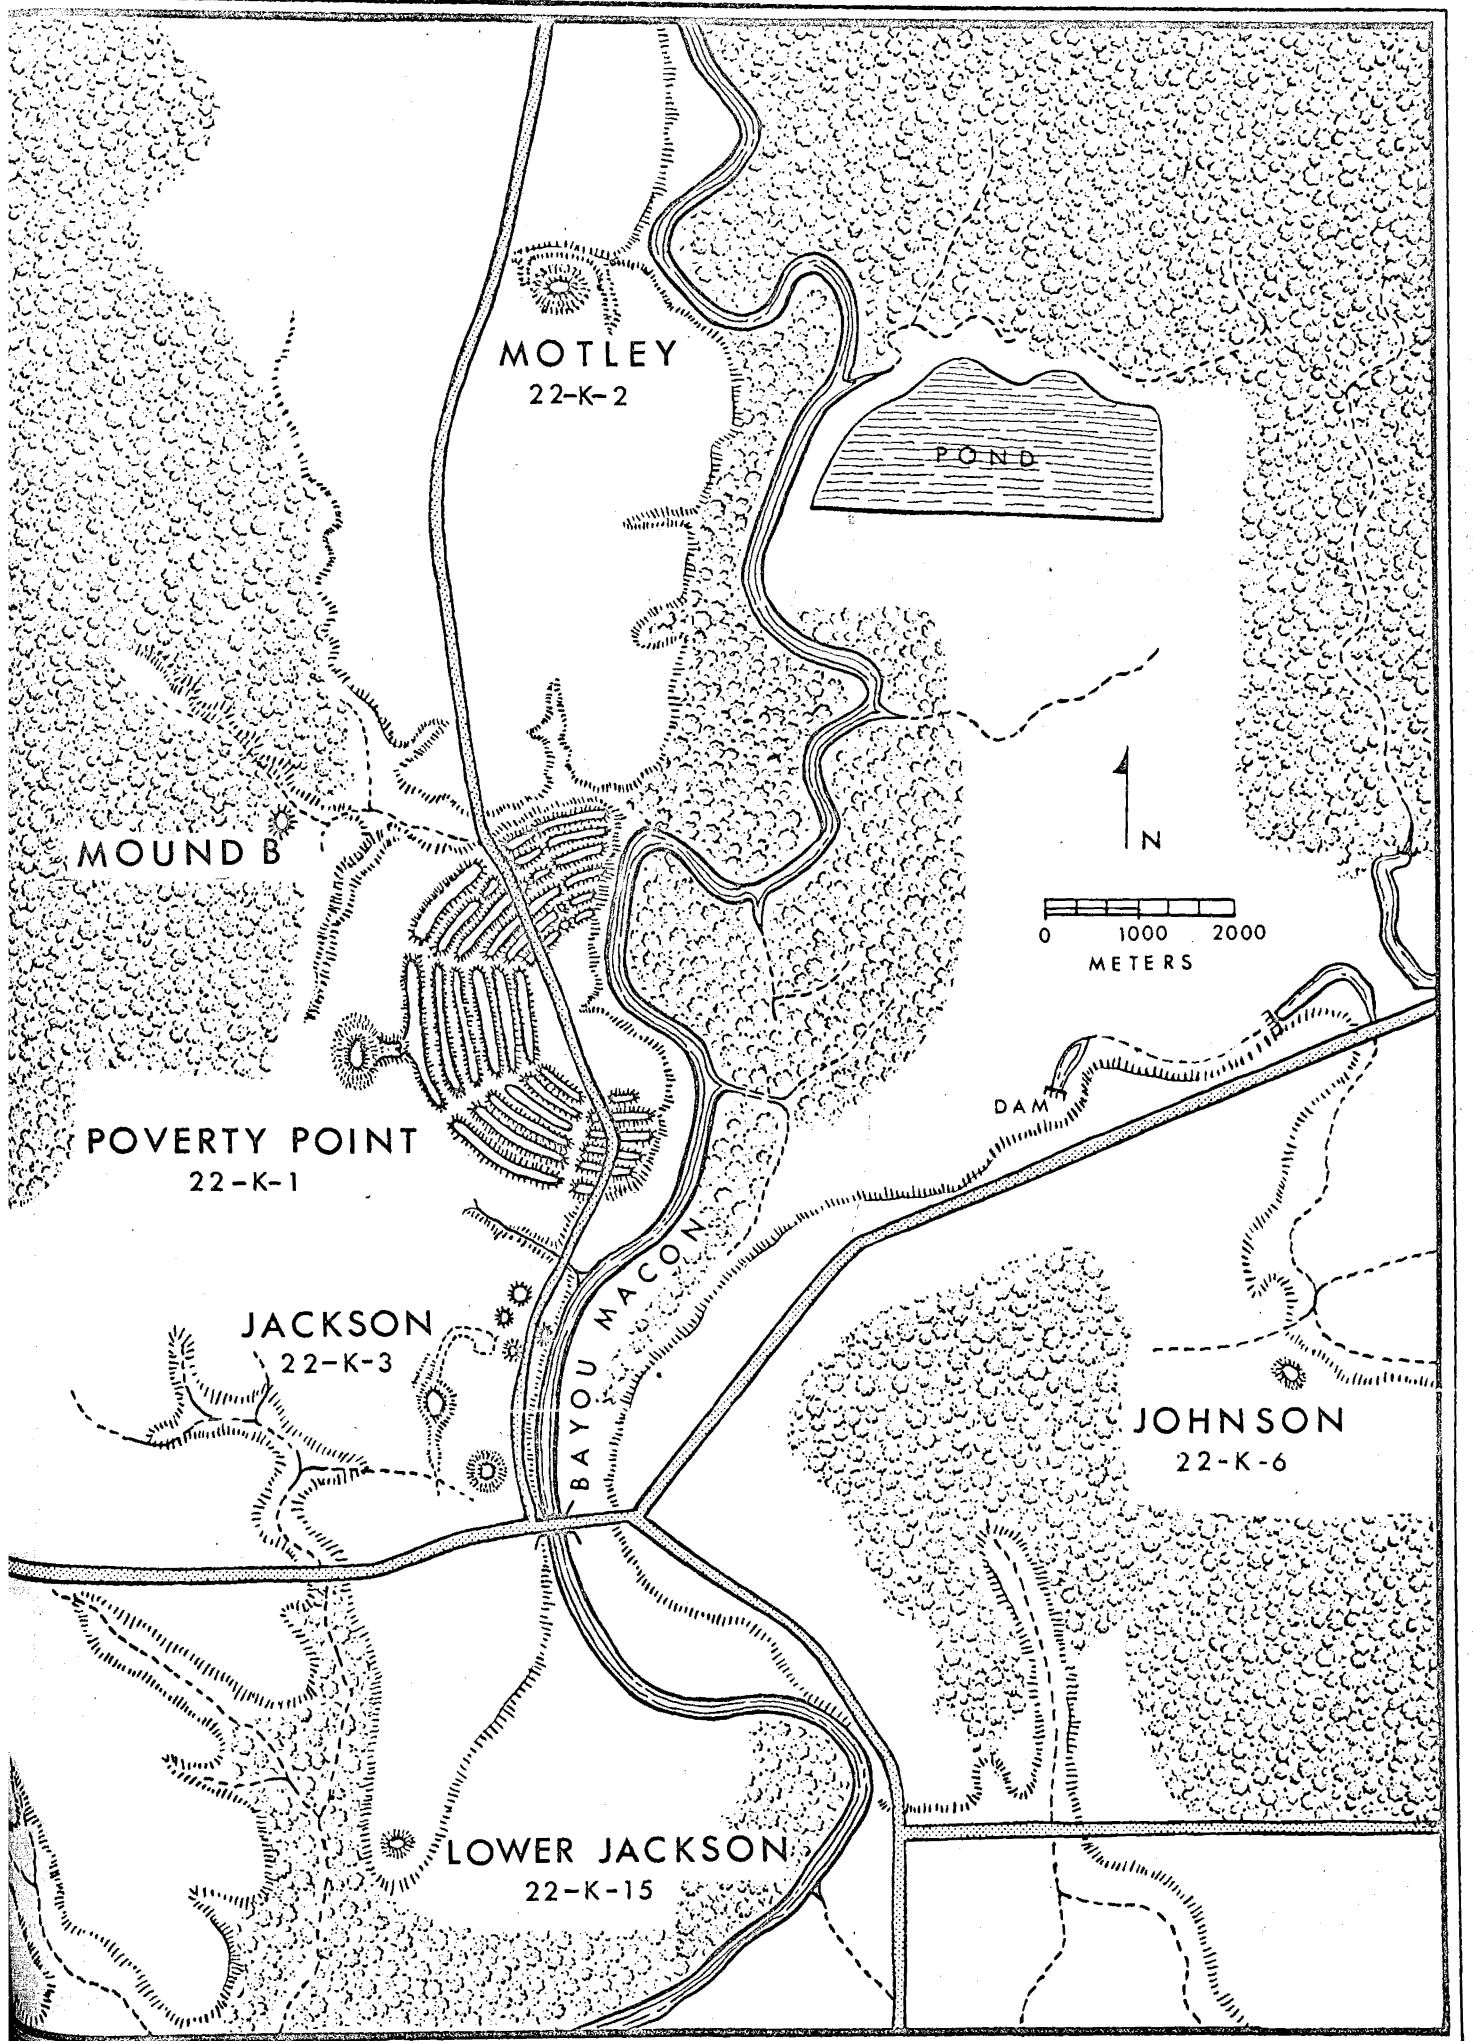 MOTLEY
22-K-2
POND
MOUND B
N
0 1000 2000
METERS
DAM
POVERTY POINT
22-K-1
BAYOU MACON
JACKSON
22-K-3
JOHNSON
22-K-6
LOWER JACKSON
22-K-15